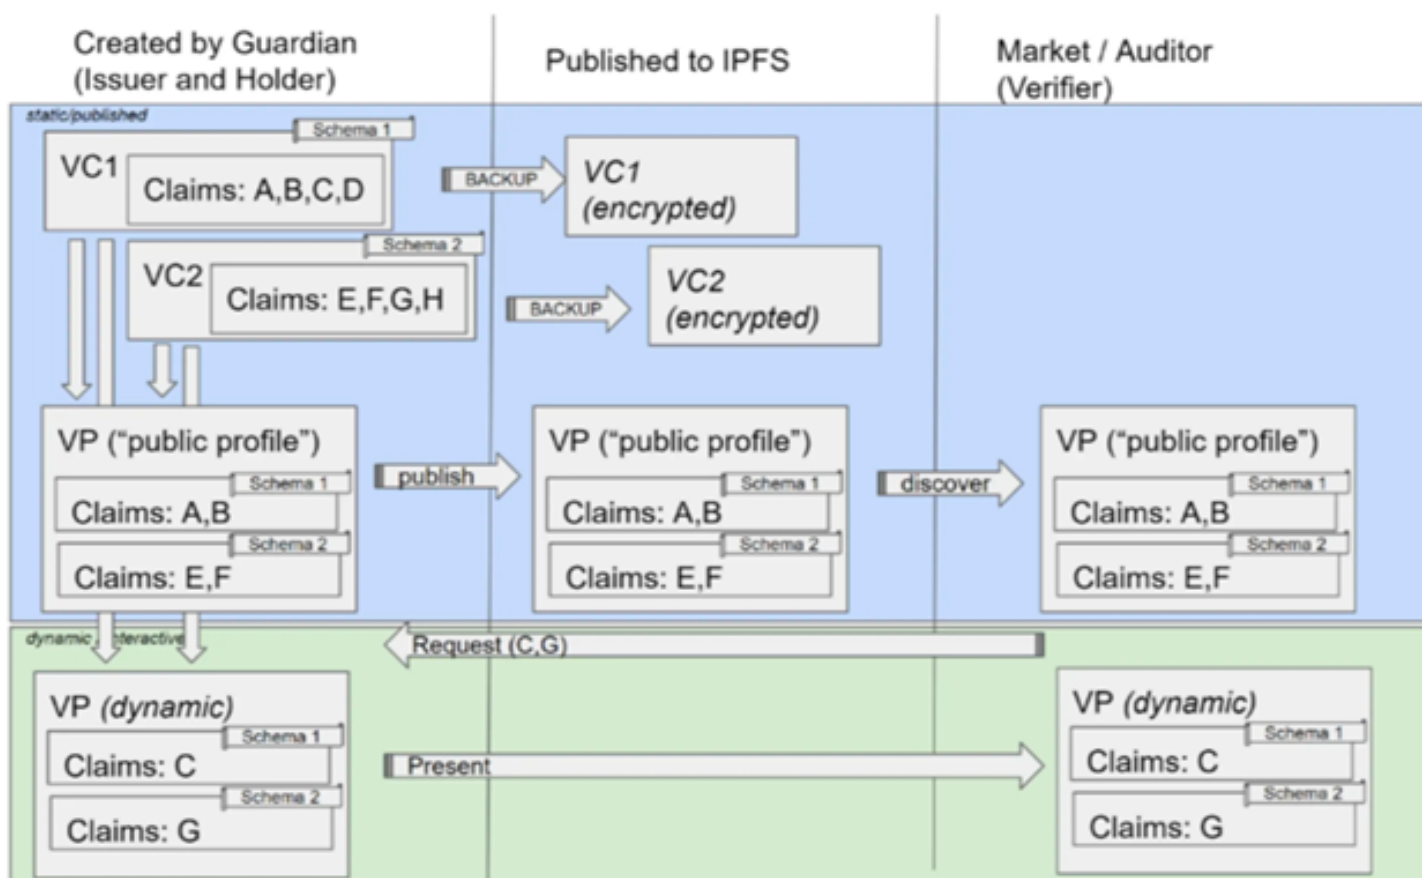 Created by Guardian
(Issuer and Holder)
Published to IPFS
Market / Auditor
(Verifier)
static/published
Schema 1
VC1
Claims: A,B,C,D
BACKUP
VC1
(encrypted)
Schema 2
VC2
Claims: E,F,G,H
BACKUP
VC2
(encrypted)
VP (“public profile”)
Schema 1
Claims: A,B
Schema 2
Claims: E,F
publish
VP (“public profile”)
Schema 1
Claims: A,B
Schema 2
Claims: E,F
discover
VP (“public profile”)
Schema 1
Claims: A,B
Schema 2
Claims: E,F
dynamic
Request (C,G)
VP (dynamic)
Schema 1
Claims: C
Schema 2
Claims: G
Present
VP (dynamic)
Schema 1
Claims: C
Schema 2
Claims: G